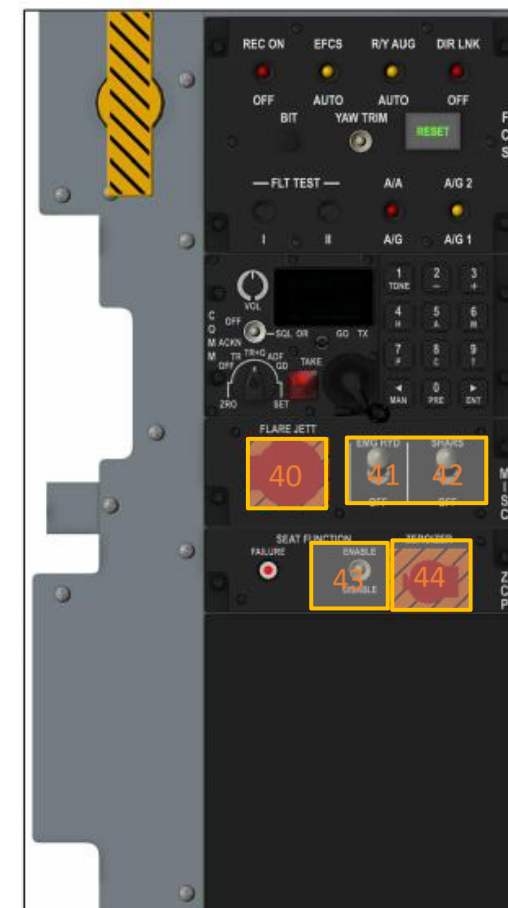 REC ON EFCS R/Y AUG DIR LNK
OFF AUTO AUTO OFF
BIT YAW TRIM
RESET
F
C
S
FLT TEST A/A A/G 2
I II A/G A/G 1
1 TONE 2 - 3 +
VOL
C
O
M
M
OFF
SQL OR GO TX
4 H 5 A 6 M
ACKN
OFF TR TR+G ADF GD
TAKE
7 F 8 C 9 T
ZRO SET
MAN 0 PRE ENT
FLARE JETT
EMG HYD SHARS
40 41 42
OFF OFF
M
I
S
C
SEAT FUNCTION ZEROIZER
FAILURE ENABLE
43 44
DISABLE
Z
C
P